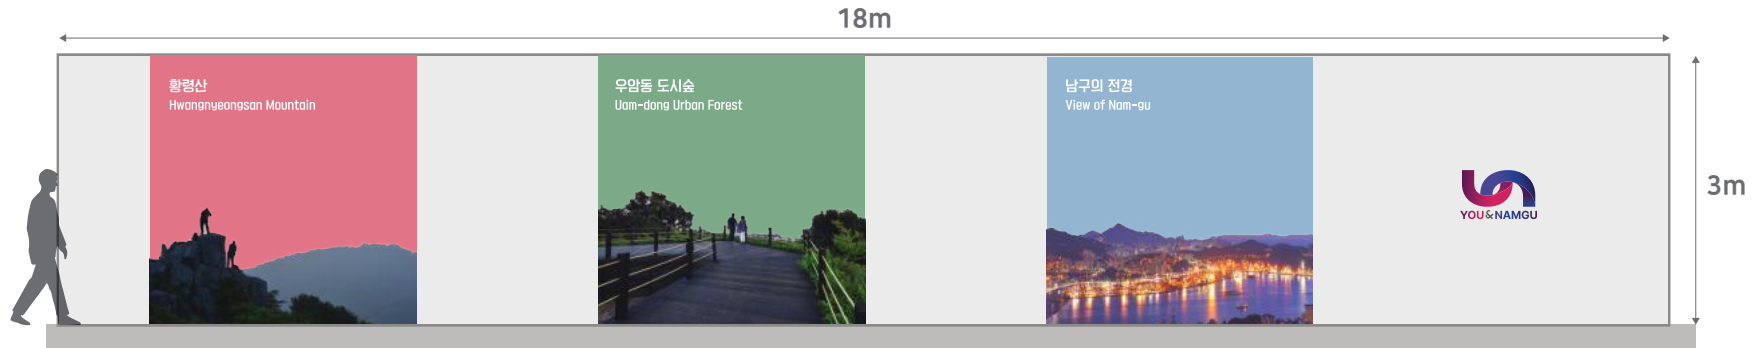 18m
황령산
Hwangnyeongsan Mountain
우암동 도시숲
Uam-dong Urban Forest
남구의 전경
View of Nam-gu
YOU&NAMGU
3m